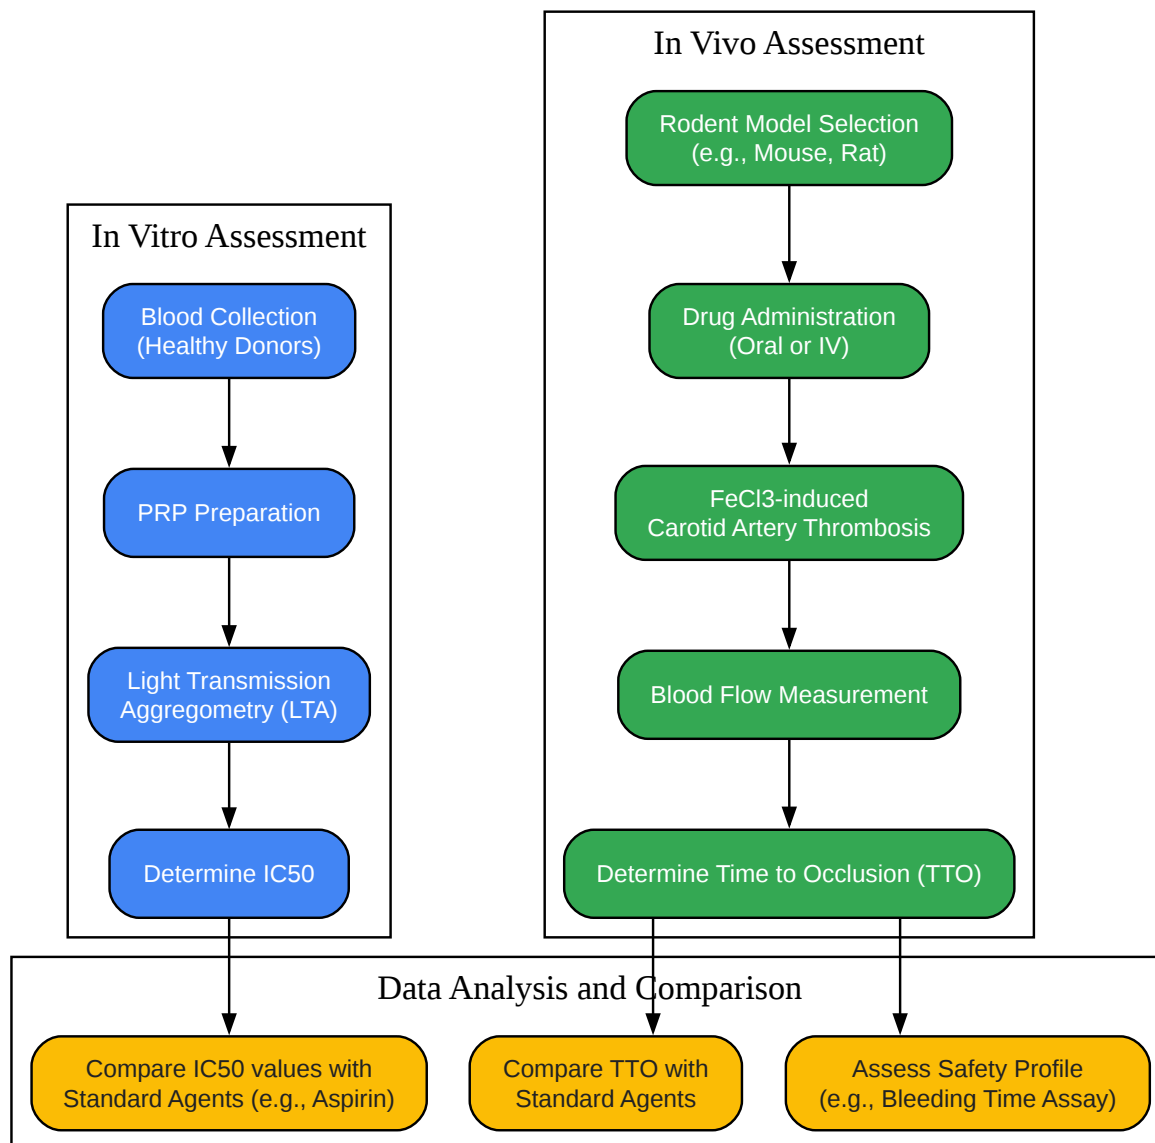 In Vitro Assessment
Blood Collection
(Healthy Donors)
PRP Preparation
Light Transmission
Aggregometry (LTA)
Determine IC50
In Vivo Assessment
Rodent Model Selection
(e.g., Mouse, Rat)
Drug Administration
(Oral or IV)
FeCl3-induced
Carotid Artery Thrombosis
Blood Flow Measurement
Determine Time to Occlusion (TTO)
Data Analysis and Comparison
Compare IC50 values with
Standard Agents (e.g., Aspirin)
Compare TTO with
Standard Agents
Assess Safety Profile
(e.g., Bleeding Time Assay)